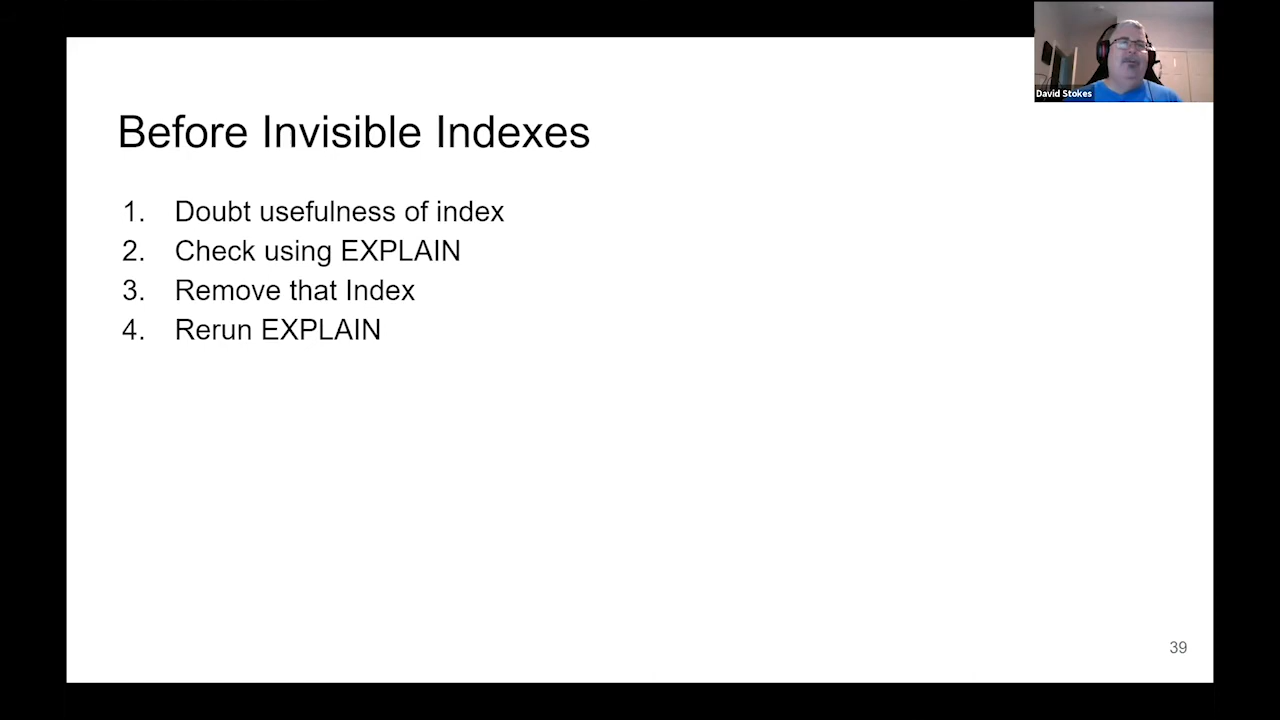 David Stokes
Before Invisible Indexes
1. Doubt usefulness of index
2. Check using EXPLAIN
3. Remove that Index
4. Rerun EXPLAIN
39